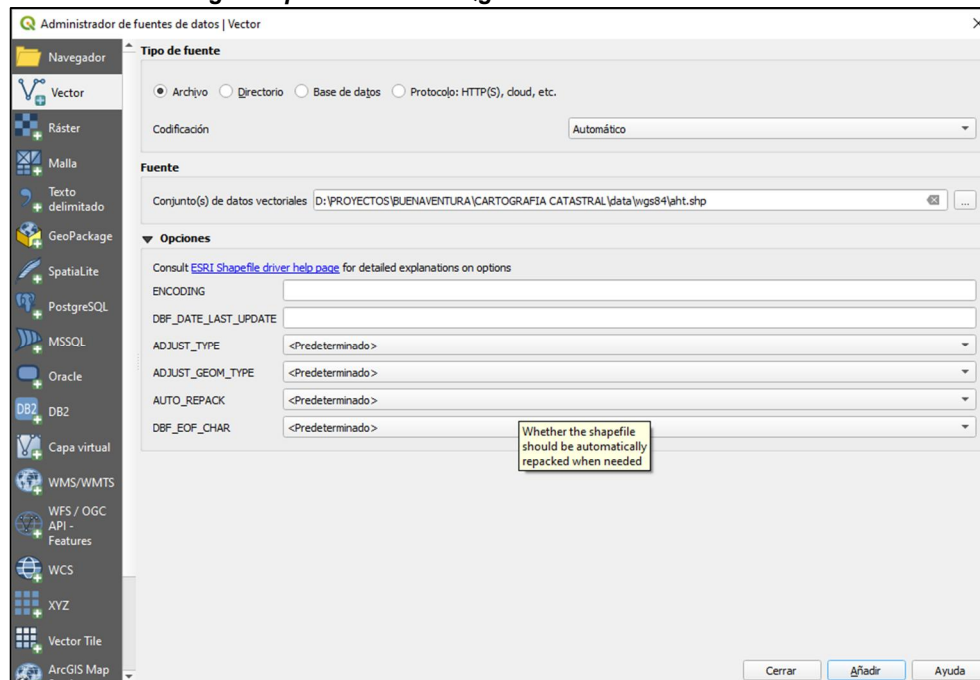 Administrador de fuentes de datos | Vector
Navegador
Vector
Ráster
Malla
Texto
delimitado
GeoPackage
SpatiaLite
PostgreSQL
MSSQL
Oracle
DB2
DB2
Capa virtual
WMS/WMTS
WFS / OGC
API -
Features
WCS
XYZ
Vector Tile
ArcGIS Map
Tipo de fuente
Archivo Directorio Base de datos Protocolo: HTTP(S), cloud, etc.
Codificación Automático
Fuente
Conjunto(s) de datos vectoriales D:\PROYECTOS\BUENAVENTURA\CARTOGRAFIA CATASTRAL\data\wgs84\aht.shp ...
Opciones
Consult ESRI Shapefile driver help page for detailed explanations on options
ENCODING
DBF_DATE_LAST_UPDATE
ADJUST_TYPE <Predeterminado>
ADJUST_GEOM_TYPE <Predeterminado>
AUTO_REPACK <Predeterminado>
DBF_EOF_CHAR <Predeterminado>
Whether the shapefile
should be automatically
repacked when needed
Cerrar Añadir Ayuda